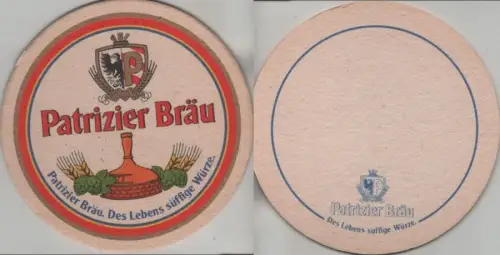 P
Patrizier Bräu
Patrizier Bräu. Des Lebens süffige Würze.
Patrizier Bräu
Des Lebens süffige Würze.